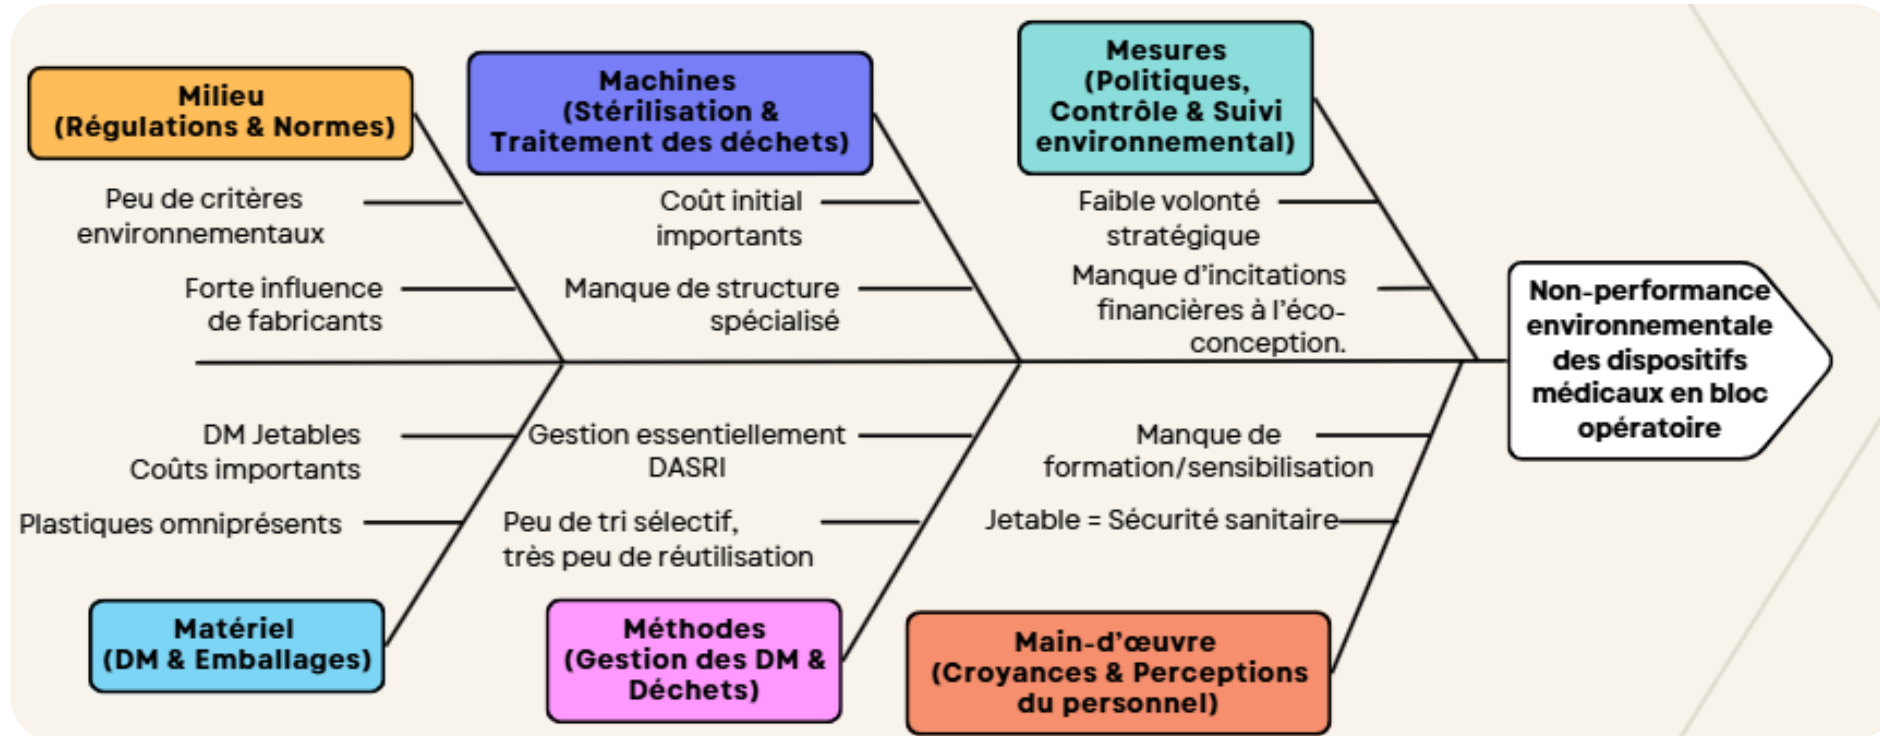 Milieu
(Régulations & Normes)
Peu de critères
environnementaux
Forte influence
de fabricants
Machines
(Stérilisation &
Traitement des déchets)
Coût initial
importants
Manque de structure
spécialisé
Mesures
(Politiques,
Contrôle & Suivi
environmental)
Faible volonté
stratégique
Manque d'incitations
financières à l'éco-
conception.
Non-performance
environnementale
des dispositifs
médicaux en bloc
opératoire
DM Jetables
Coûts importants
Plastiques omniprésents
Matériel
(DM & Emballages)
Gestion essentiellement
DASRI
Peu de tri sélectif,
très peu de réutilisation
Méthodes
(Gestion des DM &
Déchets)
Manque de
formation/sensibilisation
Jetable = Sécurité sanitaire
Main-d'œuvre
(Croyances & Perceptions
du personnel)